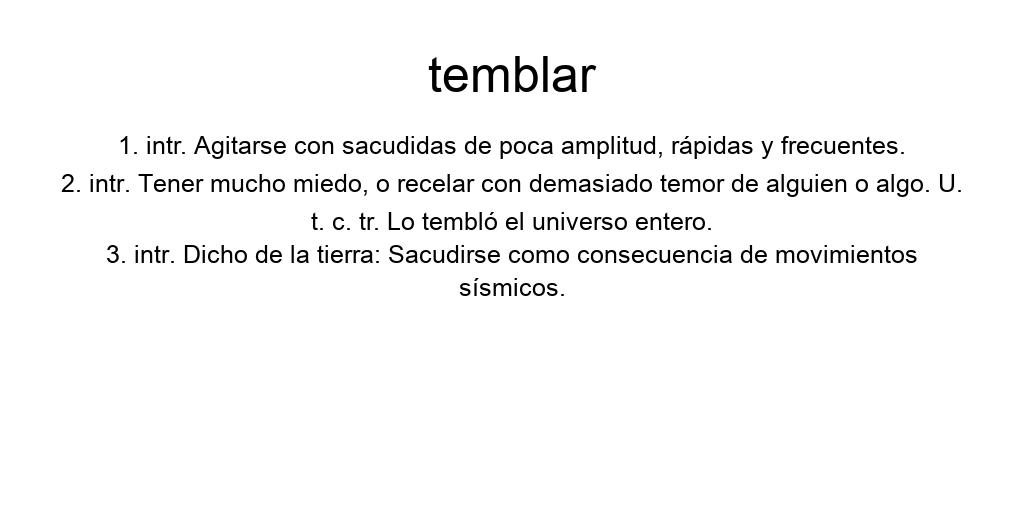 temblar
1. intr. Agitarse con sacudidas de poca amplitud, rápidas y frecuentes.
2. intr. Tener mucho miedo, o recelar con demasiado temor de alguien o algo. U.
t. c. tr. Lo tembló el universo entero.
3. intr. Dicho de la tierra: Sacudirse como consecuencia de movimientos
sísmicos.